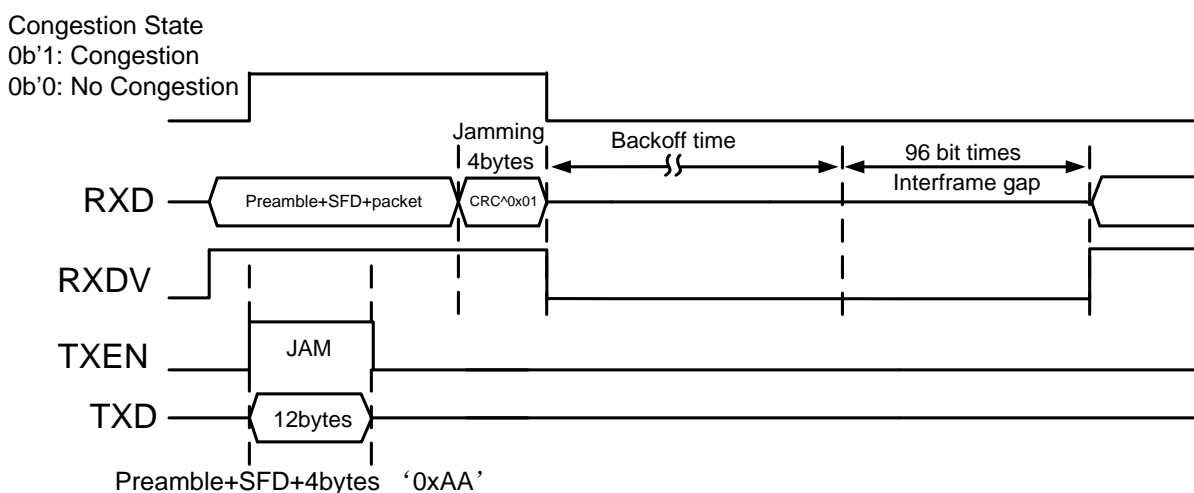 Congestion State
0b'1: Congestion
0b'0: No Congestion
Jamming
4bytes
Backoff time
96 bit times
Interframe gap
RXD
Preamble+SFD+packet
CRC^0x01
RXDV
TXEN
JAM
TXD
12bytes
Preamble+SFD+4bytes ‘0xAA’